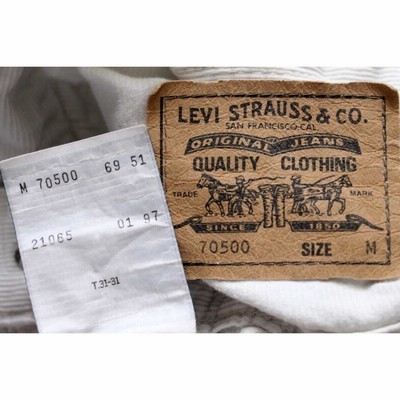 M 70500 69 51
21065 01 97
T.31-31
LEVI STRAUSS & CO.
SAN FRANCISCO-CAL
ORIGINAL JEANS
QUALITY CLOTHING
TRADE MARK
SINCE 1850
70500 SIZE M